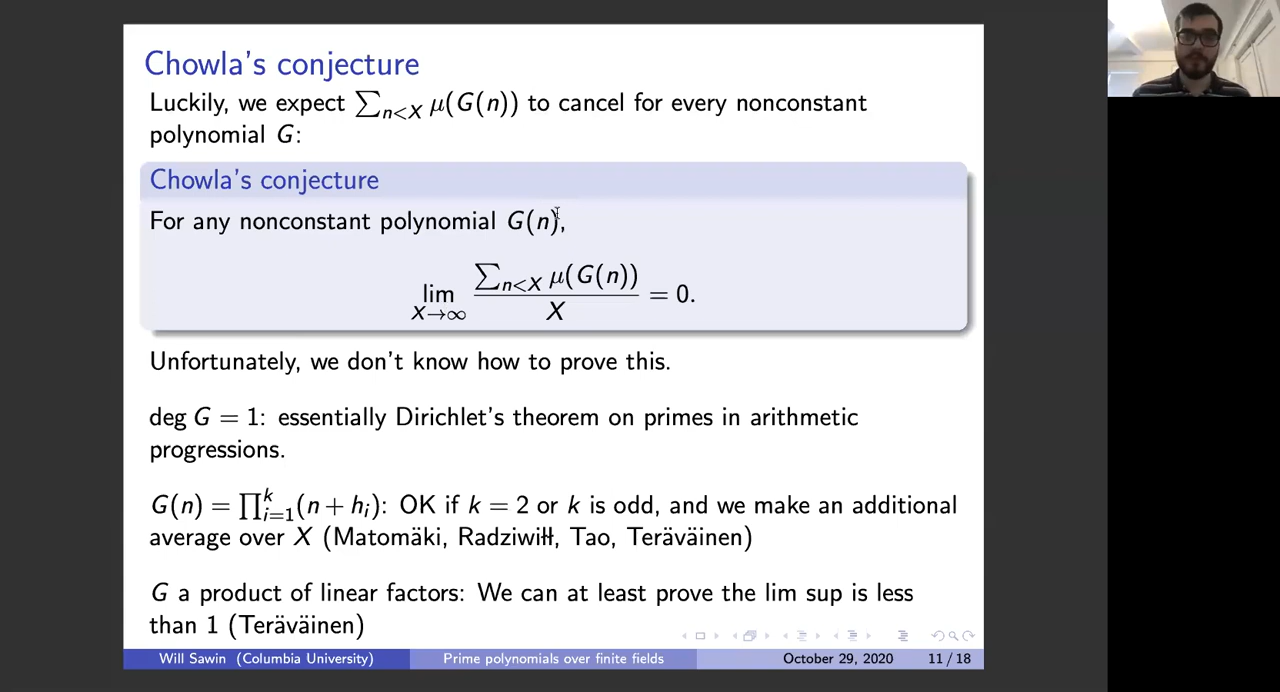 Chowla's conjecture
Luckily, we expect ∑_{n<X} μ(G(n)) to cancel for every nonconstant
polynomial G:
Chowla's conjecture
For any nonconstant polynomial G(n),
lim_{X→∞} \frac{∑_{n<X} μ(G(n))}{X} = 0.
Unfortunately, we don't know how to prove this.
deg G = 1: essentially Dirichlet's theorem on primes in arithmetic
progressions.
G(n) = ∏_{i=1}^{k}(n + h_i): OK if k = 2 or k is odd, and we make an additional
average over X (Matomäki, Radziwiłł, Tao, Teräväinen)
G a product of linear factors: We can at least prove the lim sup is less
than 1 (Teräväinen)
Will Sawin (Columbia University) Prime polynomials over finite fields October 29, 2020 11 / 18